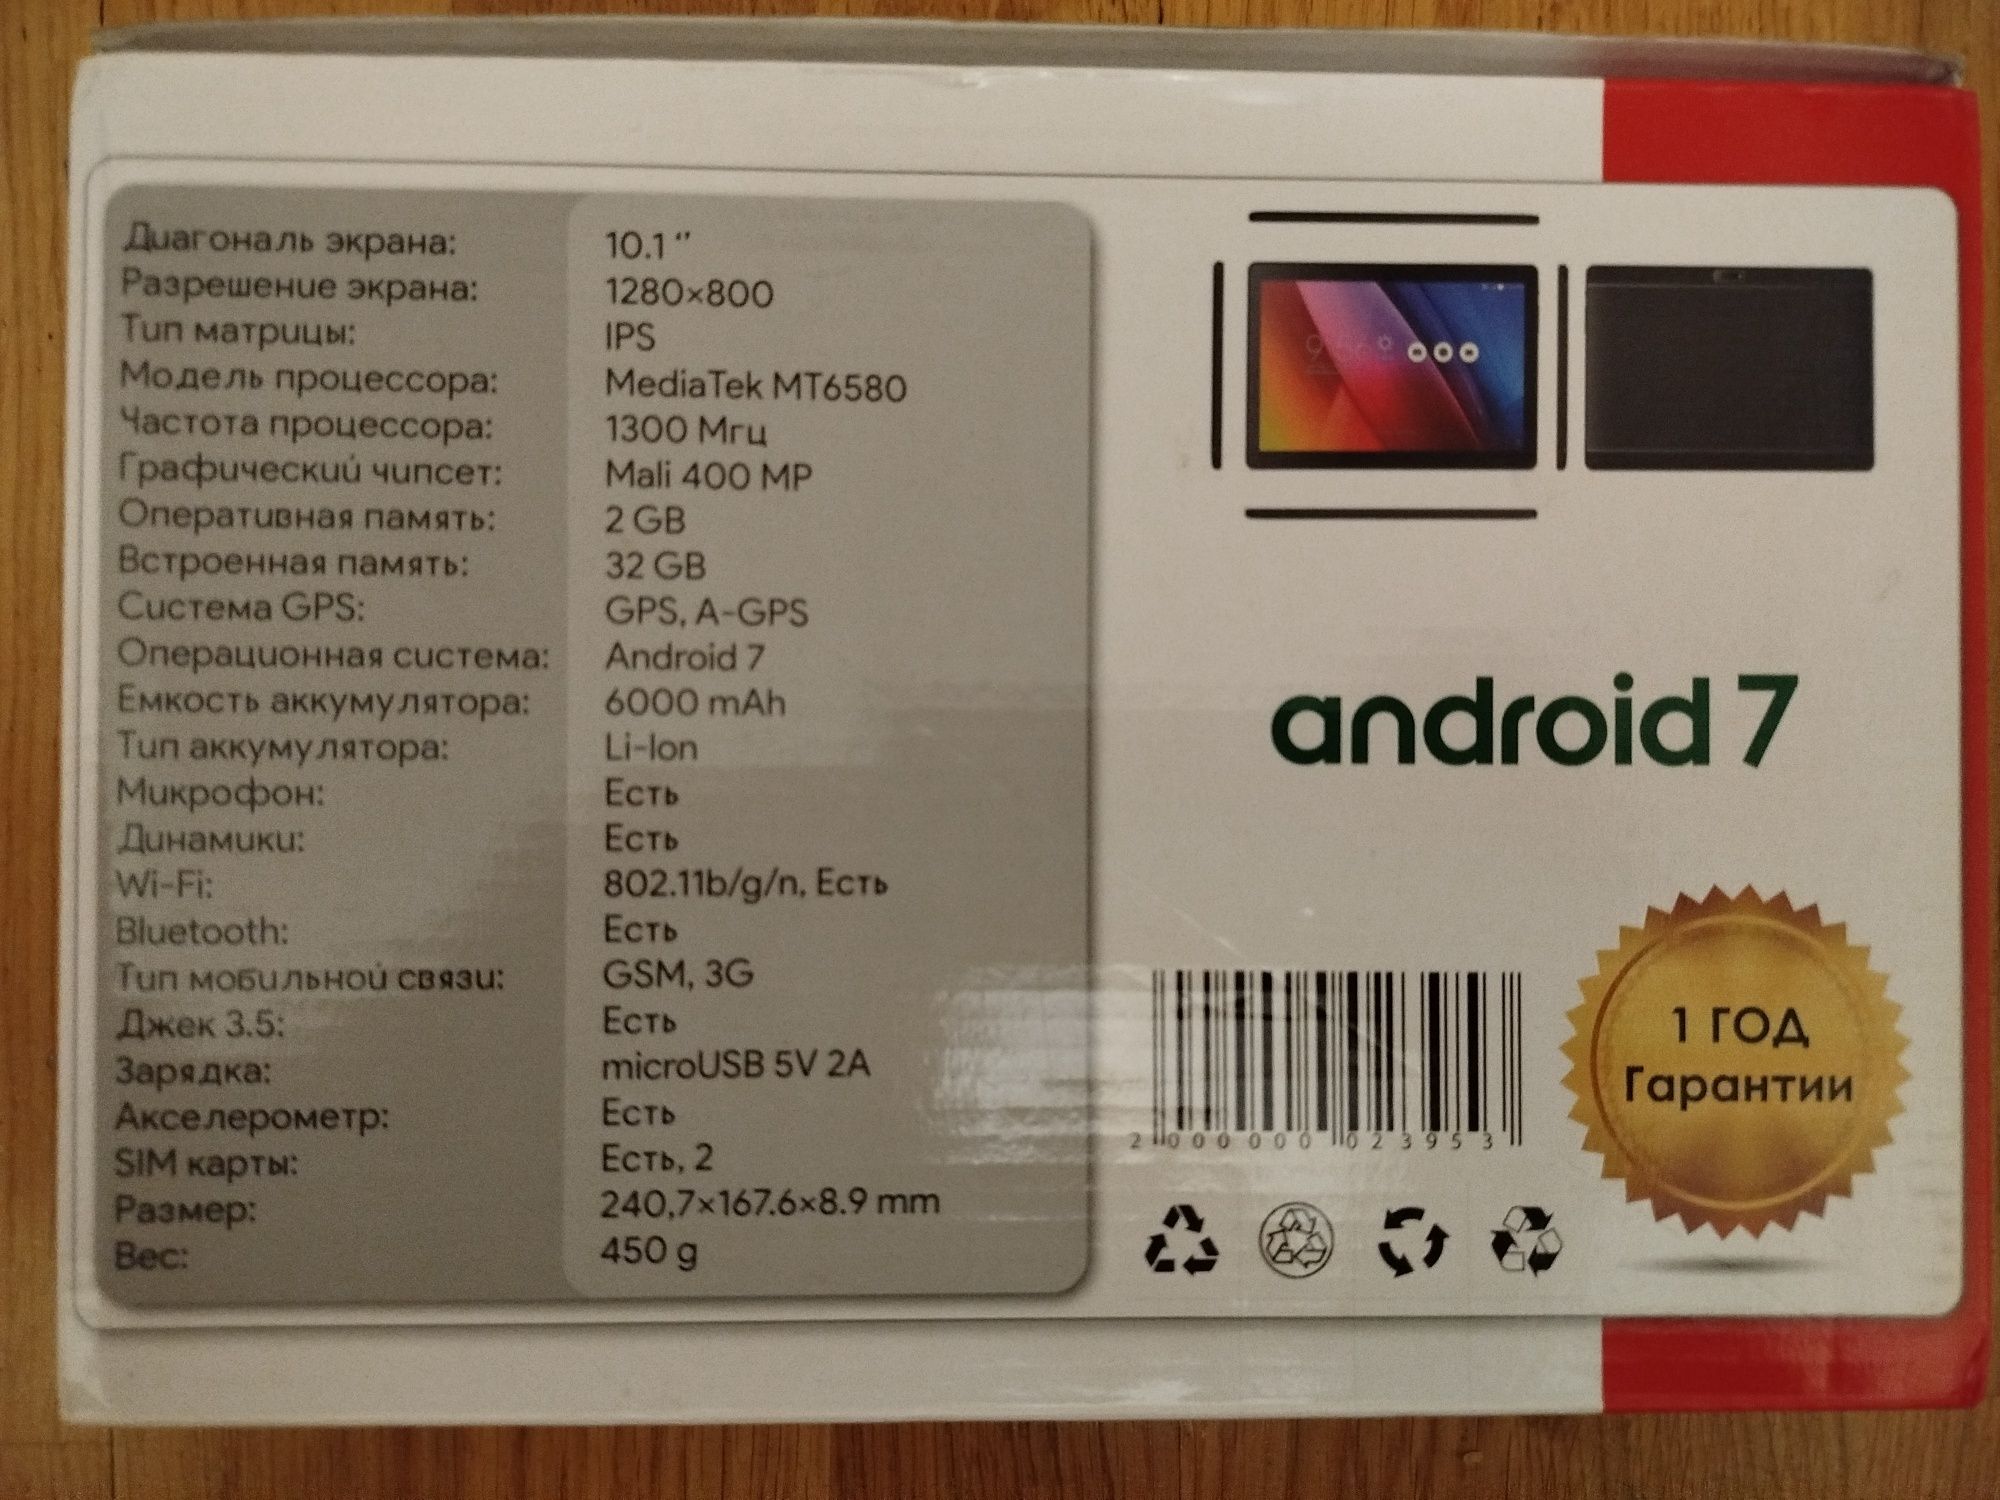 Диагональ экрана: 10.1 “
Разрешение экрана: 1280×800
Тип матрицы: IPS
Модель процессора: MediaTek MT6580
Частота процессора: 1300 Мгц
Графический чипсет: Mali 400 MP
Оперативная память: 2 GB
Встроенная память: 32 GB
Система GPS: GPS, A-GPS
Операционная система: Android 7
Емкость аккумулятора: 6000 mAh
Тип аккумулятора: Li-Ion
Микрофон: Есть
Динамики: Есть
Wi-Fi: 802.11b/g/n, Есть
Bluetooth: Есть
Тип мобильной связи: GSM, 3G
Джек 3.5: Есть
Зарядка: microUSB 5V 2A
Акселерометр: Есть
SIM карты: Есть, 2
Размер: 240,7×167.6×8.9 mm
Вес: 450 g
android 7
1 ГОД
Гарантии
2 000000 023953